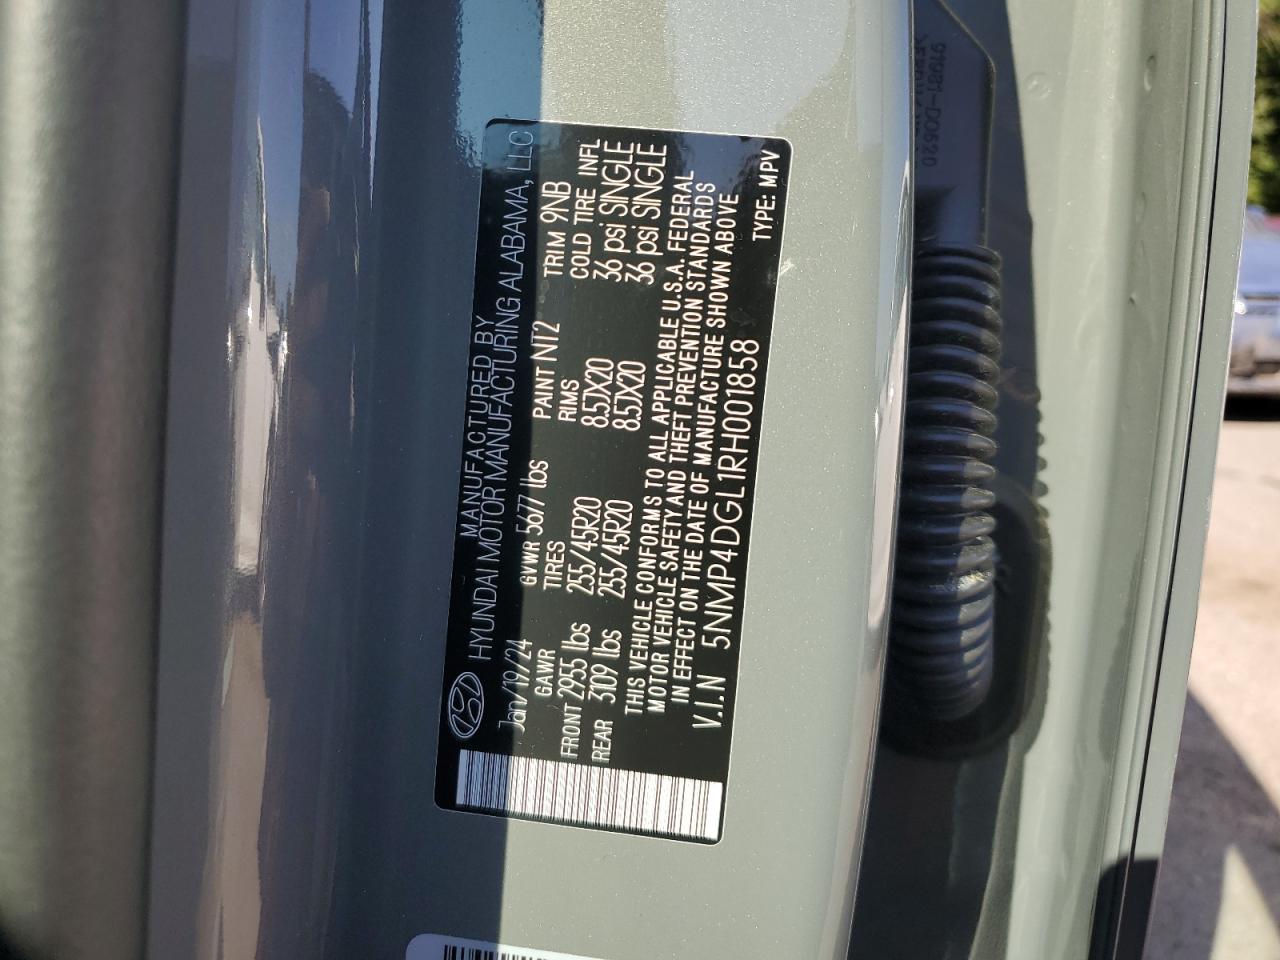 MANUFACTURED BY
HYUNDAI MOTOR MANUFACTURING ALABAMA, LLC
Jan/19/24 GVWR 5677 lbs PAINT NT2 TRIM 9NB
GAWR TIRES RIMS COLD TIRE INFL
FRONT 2955 lbs 255/45R20 8.5JX20 36 psi SINGLE
REAR 3109 lbs 255/45R20 8.5JX20 36 psi SINGLE
THIS VEHICLE CONFORMS TO ALL APPLICABLE U.S.A. FEDERAL
MOTOR VEHICLE SAFETY AND THEFT PREVENTION STANDARDS
IN EFFECT ON THE DATE OF MANUFACTURE SHOWN ABOVE
V.I.N 5NMP4DGL1RH001858 TYPE: MPV
91981-DO620